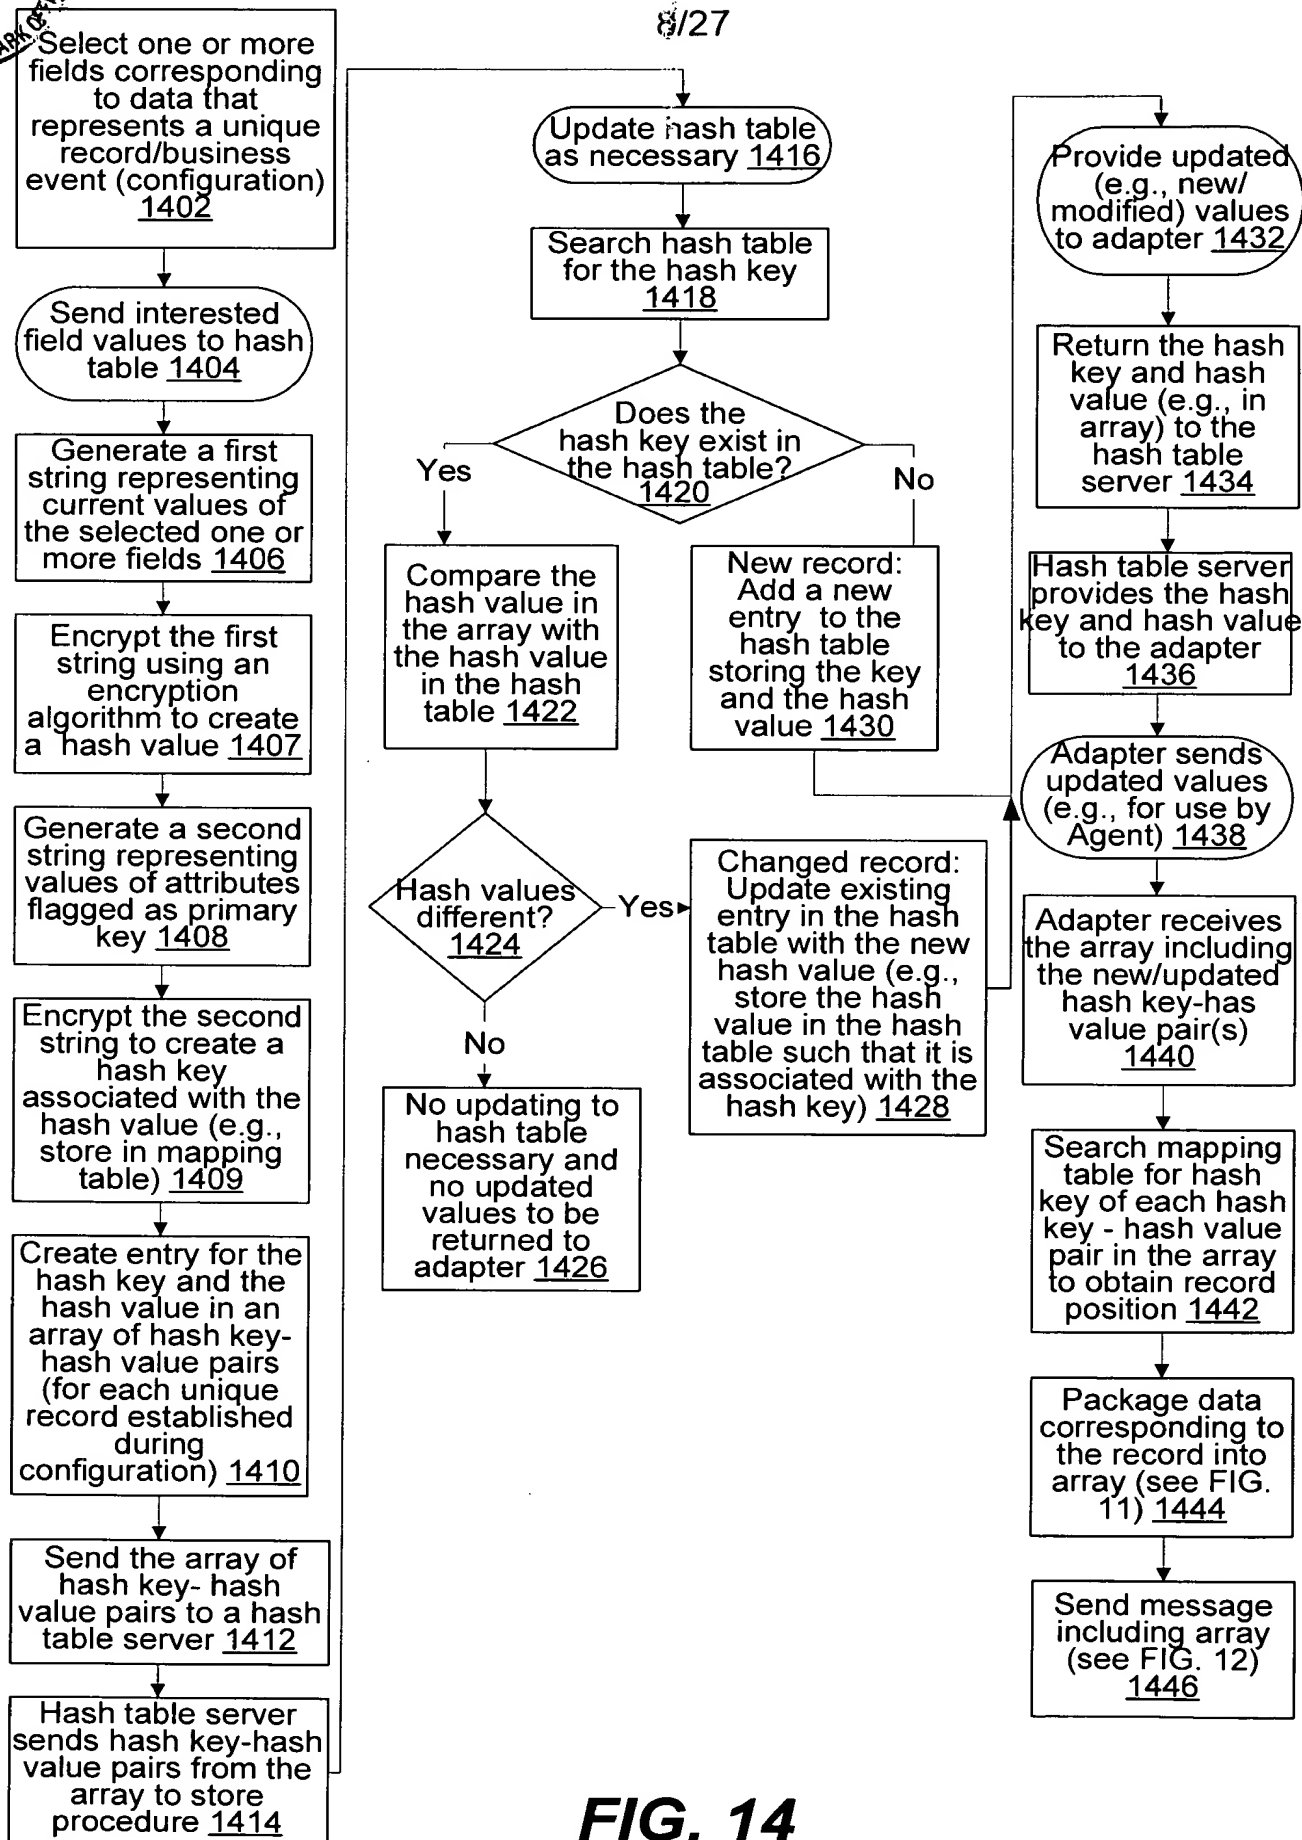 8/27
Select one or more
fields corresponding
to data that
represents a unique
record/business
event (configuration)
1402
Send interested
field values to hash
table 1404
Generate a first
string representing
current values of
the selected one or
more fields 1406
Encrypt the first
string using an
encryption
algorithm to create
a hash value 1407
Generate a second
string representing
values of attributes
flagged as primary
key 1408
Encrypt the second
string to create a
hash key
associated with the
hash value (e.g.,
store in mapping
table) 1409
Create entry for the
hash key and the
hash value in an
array of hash key-
hash value pairs
(for each unique
record established
during
configuration) 1410
Send the array of
hash key- hash
value pairs to a hash
table server 1412
Hash table server
sends hash key-hash
value pairs from the
array to store
procedure 1414
Update hash table
as necessary 1416
Search hash table
for the hash key
1418
Does the
hash key exist in
the hash table?
1420
Yes
No
Compare the
hash value in
the array with
the hash value
in the hash
table 1422
New record:
Add a new
entry to the
hash table
storing the key
and the hash
value 1430
Hash values
different?
1424
Yes
No
Changed record:
Update existing
entry in the hash
table with the new
hash value (e.g.,
store the hash
value in the hash
table such that it is
associated with the
hash key) 1428
No updating to
hash table
necessary and
no updated
values to be
returned to
adapter 1426
Provide updated
(e.g., new/
modified) values
to adapter 1432
Return the hash
key and hash
value (e.g., in
array) to the
hash table
server 1434
Hash table server
provides the hash
key and hash value
to the adapter
1436
Adapter sends
updated values
(e.g., for use by
Agent) 1438
Adapter receives
the array including
the new/updated
hash key-has
value pair(s)
1440
Search mapping
table for hash
key of each hash
key - hash value
pair in the array
to obtain record
position 1442
Package data
corresponding to
the record into
array (see FIG.
11) 1444
Send message
including array
(see FIG. 12)
1446
FIG. 14